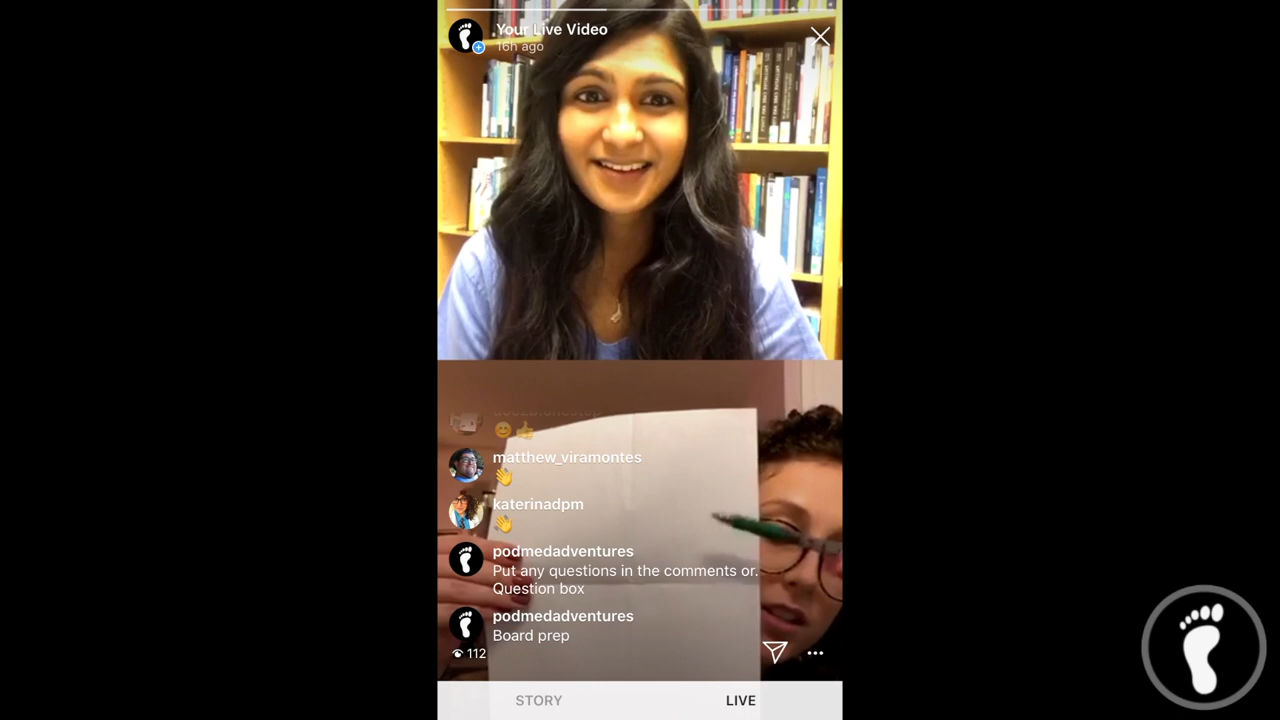 Your Live Video
16h ago
matthew_viramontes
katerinadpm
podmedadventures
Put any questions in the comments or.
Question box
podmedadventures
Board prep
112
STORY
LIVE